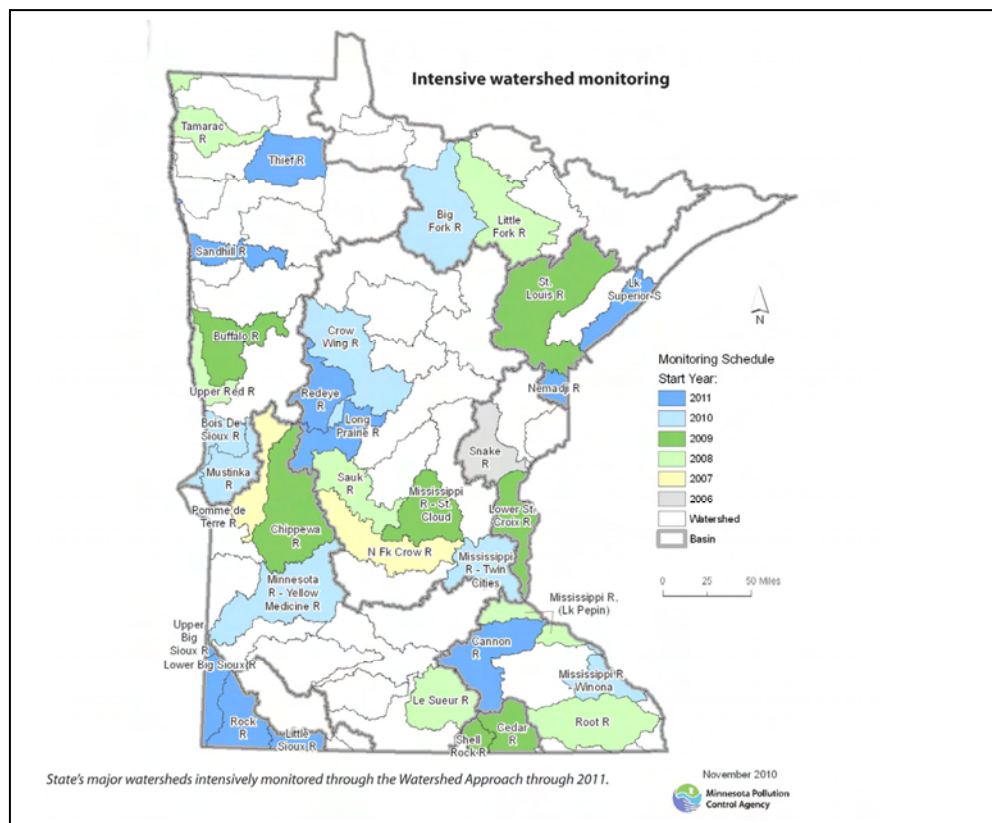 Intensive watershed monitoring
Tamarac
R
Thief R
Big
Fork R
Little
Fork R
Sandhill R
St.
Louis R
Lk
Superior-S
N
Buffalo R
Crow
Wing R
Upper Red R
Redeye
R
Nemadji R
Bois De
Sioux R
Long
Prairie R
Mustinka
R
Sauk
R
Snake
R
Pomme de
Terre R
Chippewa
R
Mississippi
R - St.
Cloud
Lower St.
Croix R
N Fk Crow R
Mississippi
R - Twin
Cities
Minnesota
R - Yellow
Medicine R
Mississippi R.
(Lk Pepin)
Upper
Big
Sioux R
Lower Big Sioux R
Cannon
R
Mississippi R
Winona
Le Sueur R
Root R
Rock
R
Little
Sioux R
Shell
Rock R
Cedar
R
Monitoring Schedule
Start Year:
2011
2010
2009
2008
2007
2006
Watershed
Basin
0 25 50 Miles
State's major watersheds intensively monitored through the Watershed Approach through 2011.
November 2010
Minnesota Pollution
Control Agency